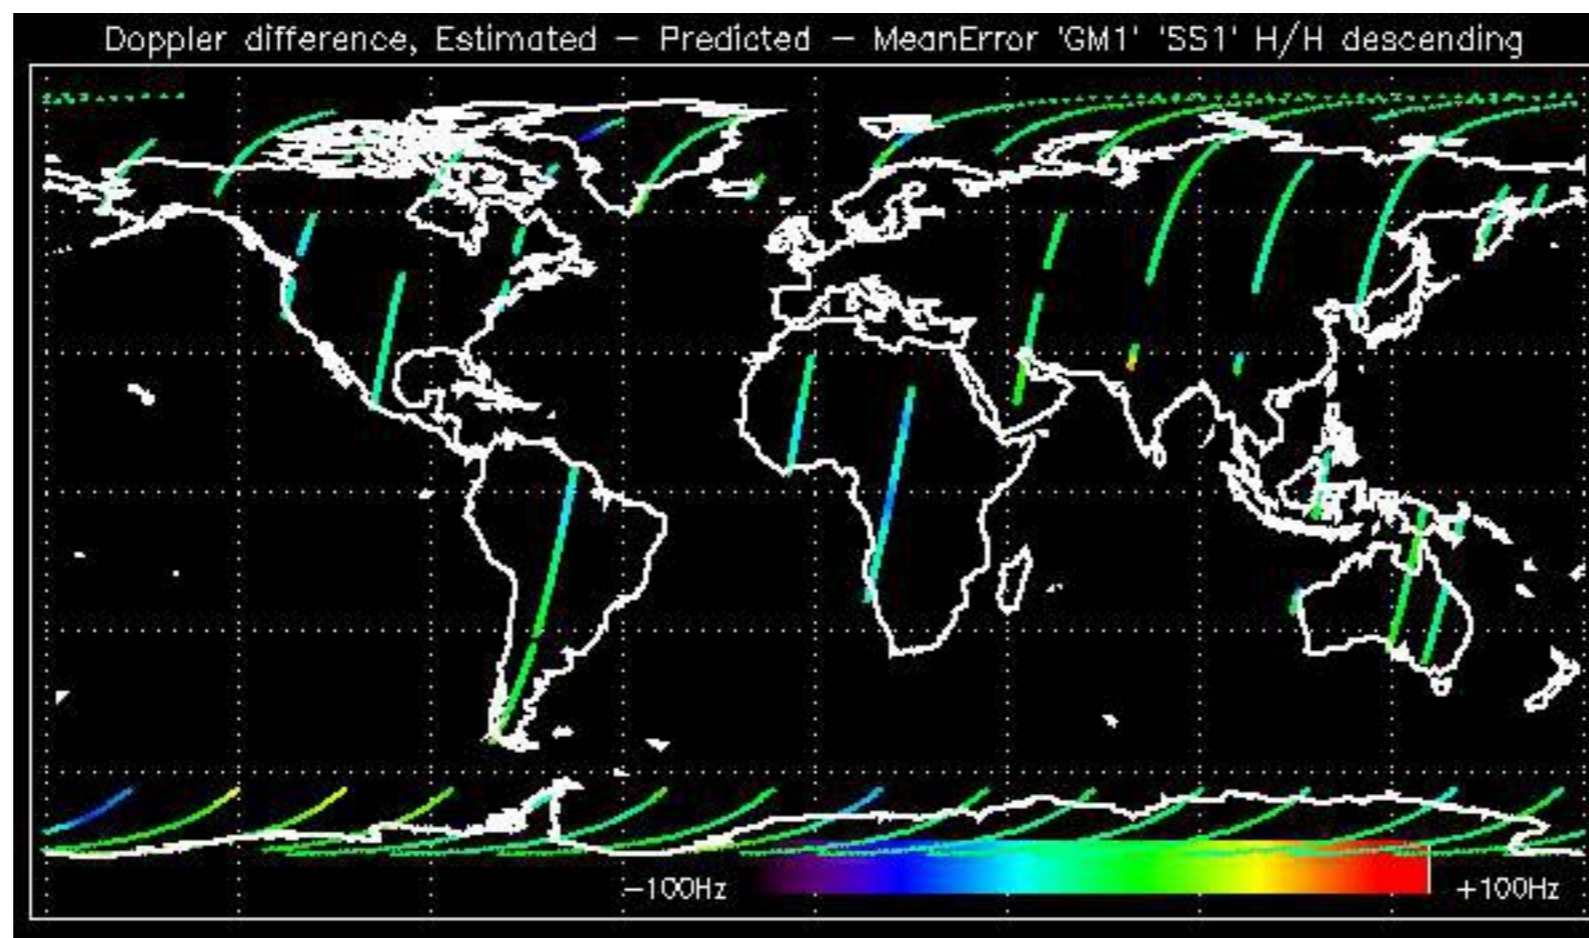 Doppler difference, Estimated - Predicted - MeanError 'GM1' 'SS1' H/H descending
-100Hz +100Hz